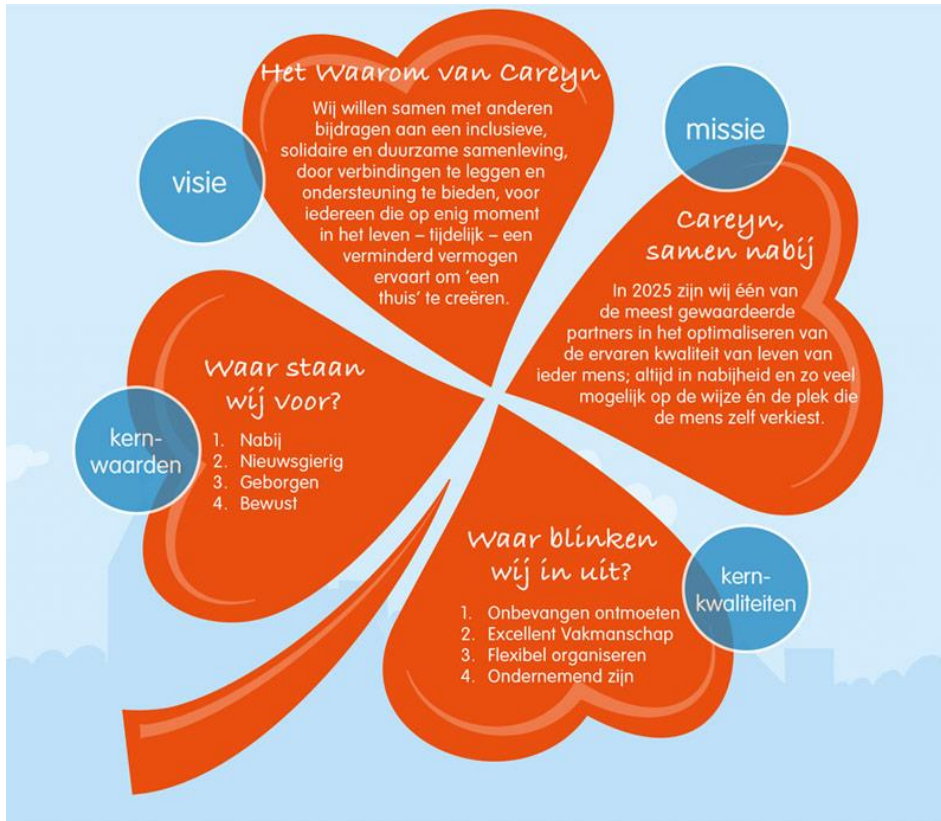 Het Waarom van Careyn
Wij willen samen met anderen
bijdragen aan een inclusieve,
solidaire en duurzame samenleving,
door verbindingen te leggen en
ondersteuning te bieden, voor
iedereen die op enig moment
in het leven – tijdelijk – een
verminderd vermogen
ervaart om ‘een
thuis’ te creëren.
visie
missie
Careyn,
samen nabij
In 2025 zijn wij één van
de meest gewaardeerde
partners in het optimaliseren van
de ervaren kwaliteit van leven van
ieder mens; altijd in nabijheid en zo veel
mogelijk op de wijze én de plek die
de mens zelf verkiest.
Waar staan
wij voor?
1. Nabij
2. Nieuwsgierig
3. Geborgen
4. Bewust
kern-
waarden
Waar blinken
wij in uit?
1. Onbevangen ontmoeten
2. Excellent Vakmanschap
3. Flexibel organiseren
4. Ondernemend zijn
kern-
kwaliteiten